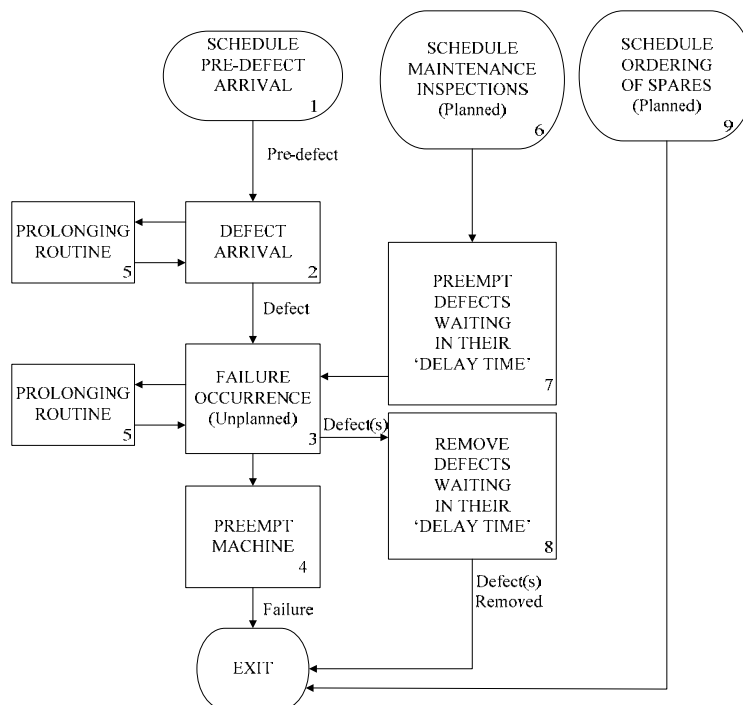 SCHEDULE
PRE-DEFECT
ARRIVAL
1
SCHEDULE
MAINTENANCE
INSPECTIONS
(Planned)
6
SCHEDULE
ORDERING
OF SPARES
(Planned)
9
Pre-defect
PROLONGING
ROUTINE
5
DEFECT
ARRIVAL
2
PREEMPT
DEFECTS
WAITING
IN THEIR
‘DELAY TIME’
7
Defect
PROLONGING
ROUTINE
5
FAILURE
OCCURRENCE
(Unplanned)
3
Defect(s)
REMOVE
DEFECTS
WAITING
IN THEIR
‘DELAY TIME’
8
PREEMPT
MACHINE
4
Defect(s)
Removed
Failure
EXIT